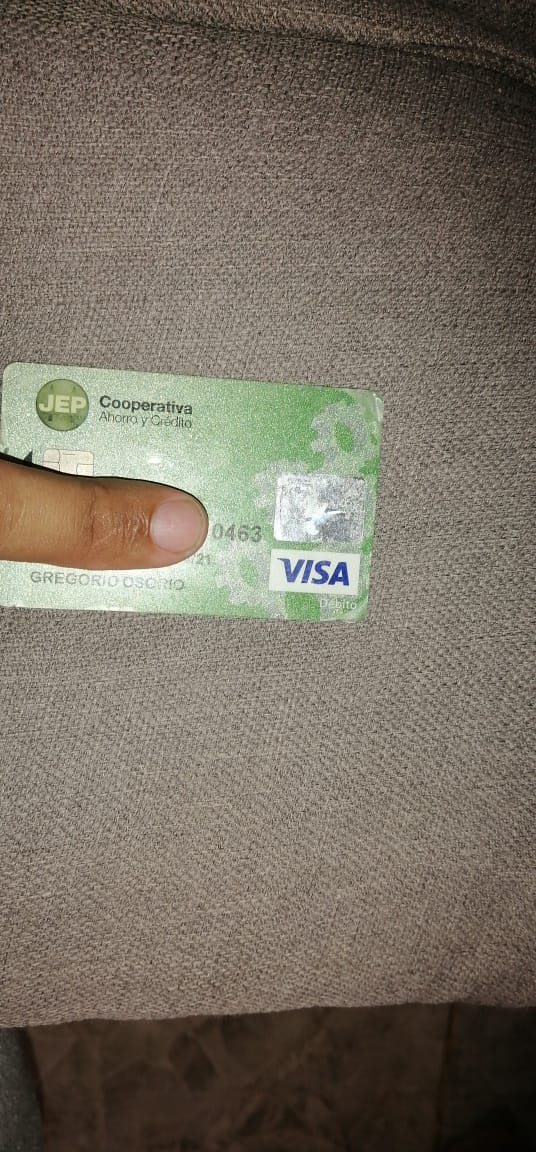 JEP
Cooperativa
Ahorro y Crédito
0463
21
GREGORIO OSORIO
VISA
Débito